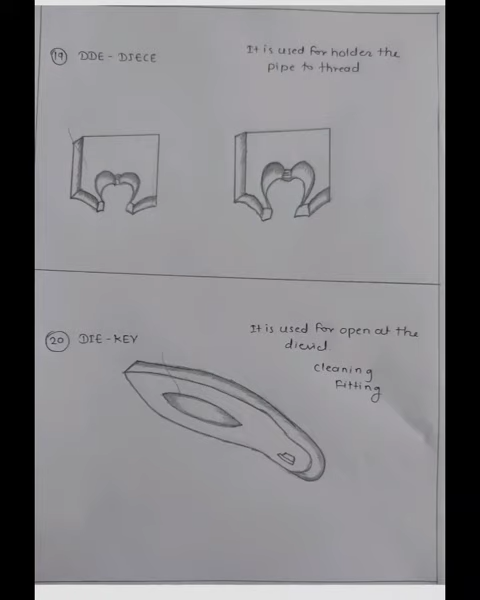 19 DDE - DIECE
It is used for holder the
pipe to thread
20 DIE - KEY
It is used for open at the
Cleaning
Fitting